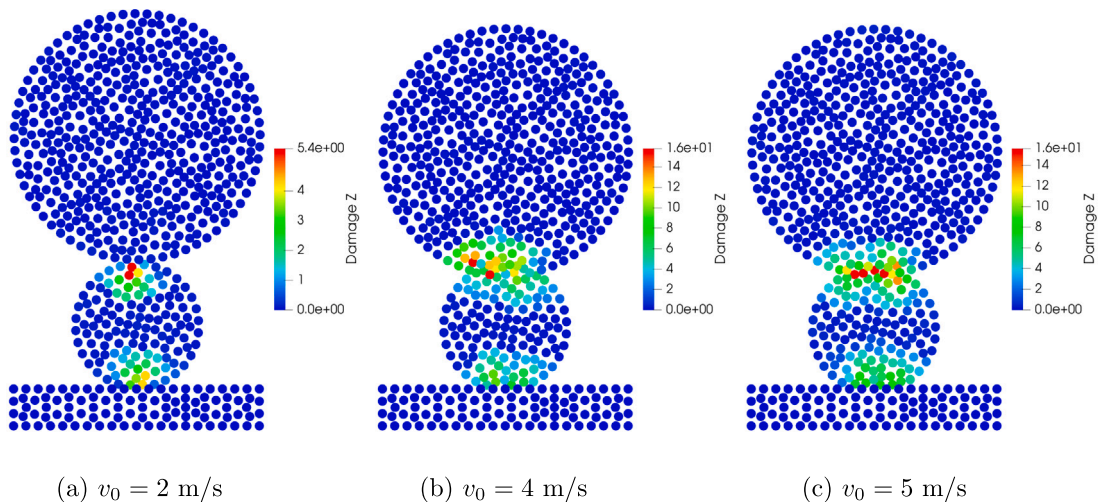 5.4e+00
4
3
2
1
0.0e+00
Damage Z
1.6e+01
14
12
10
8
6
4
2
0.0e+00
Damage Z
1.6e+01
14
12
10
8
6
4
2
0.0e+00
Damage Z
(a) v₀ = 2 m/s
(b) v₀ = 4 m/s
(c) v₀ = 5 m/s